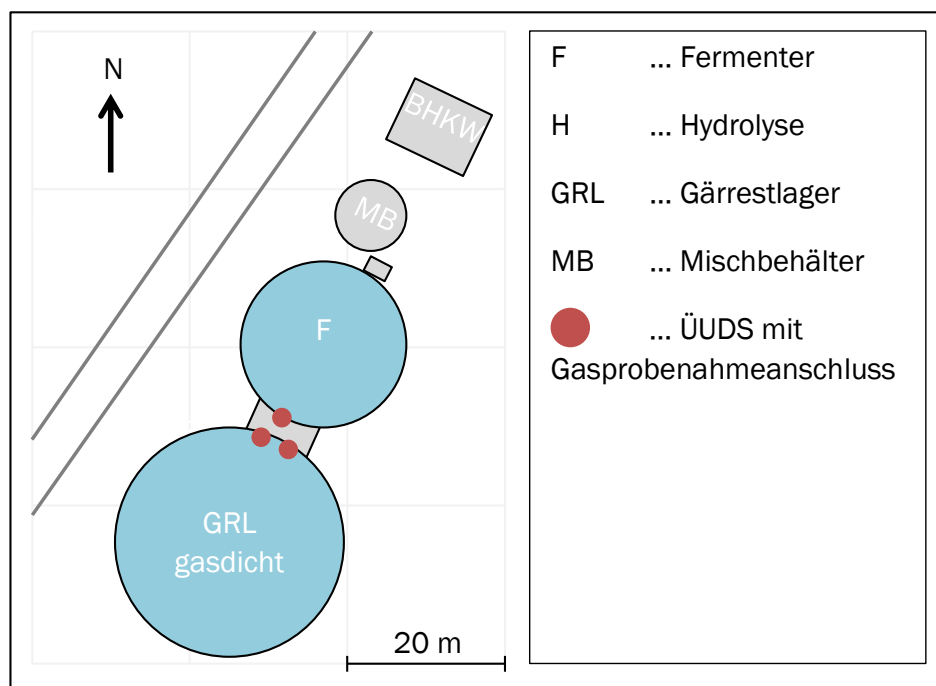 N
BHKW
MB
F
GRL
gasdicht
20 m
F ... Fermenter
H ... Hydrolyse
GRL ... Gärrestlager
MB ... Mischbehälter
... ÜUDS mit
Gasprobenahmeanschluss